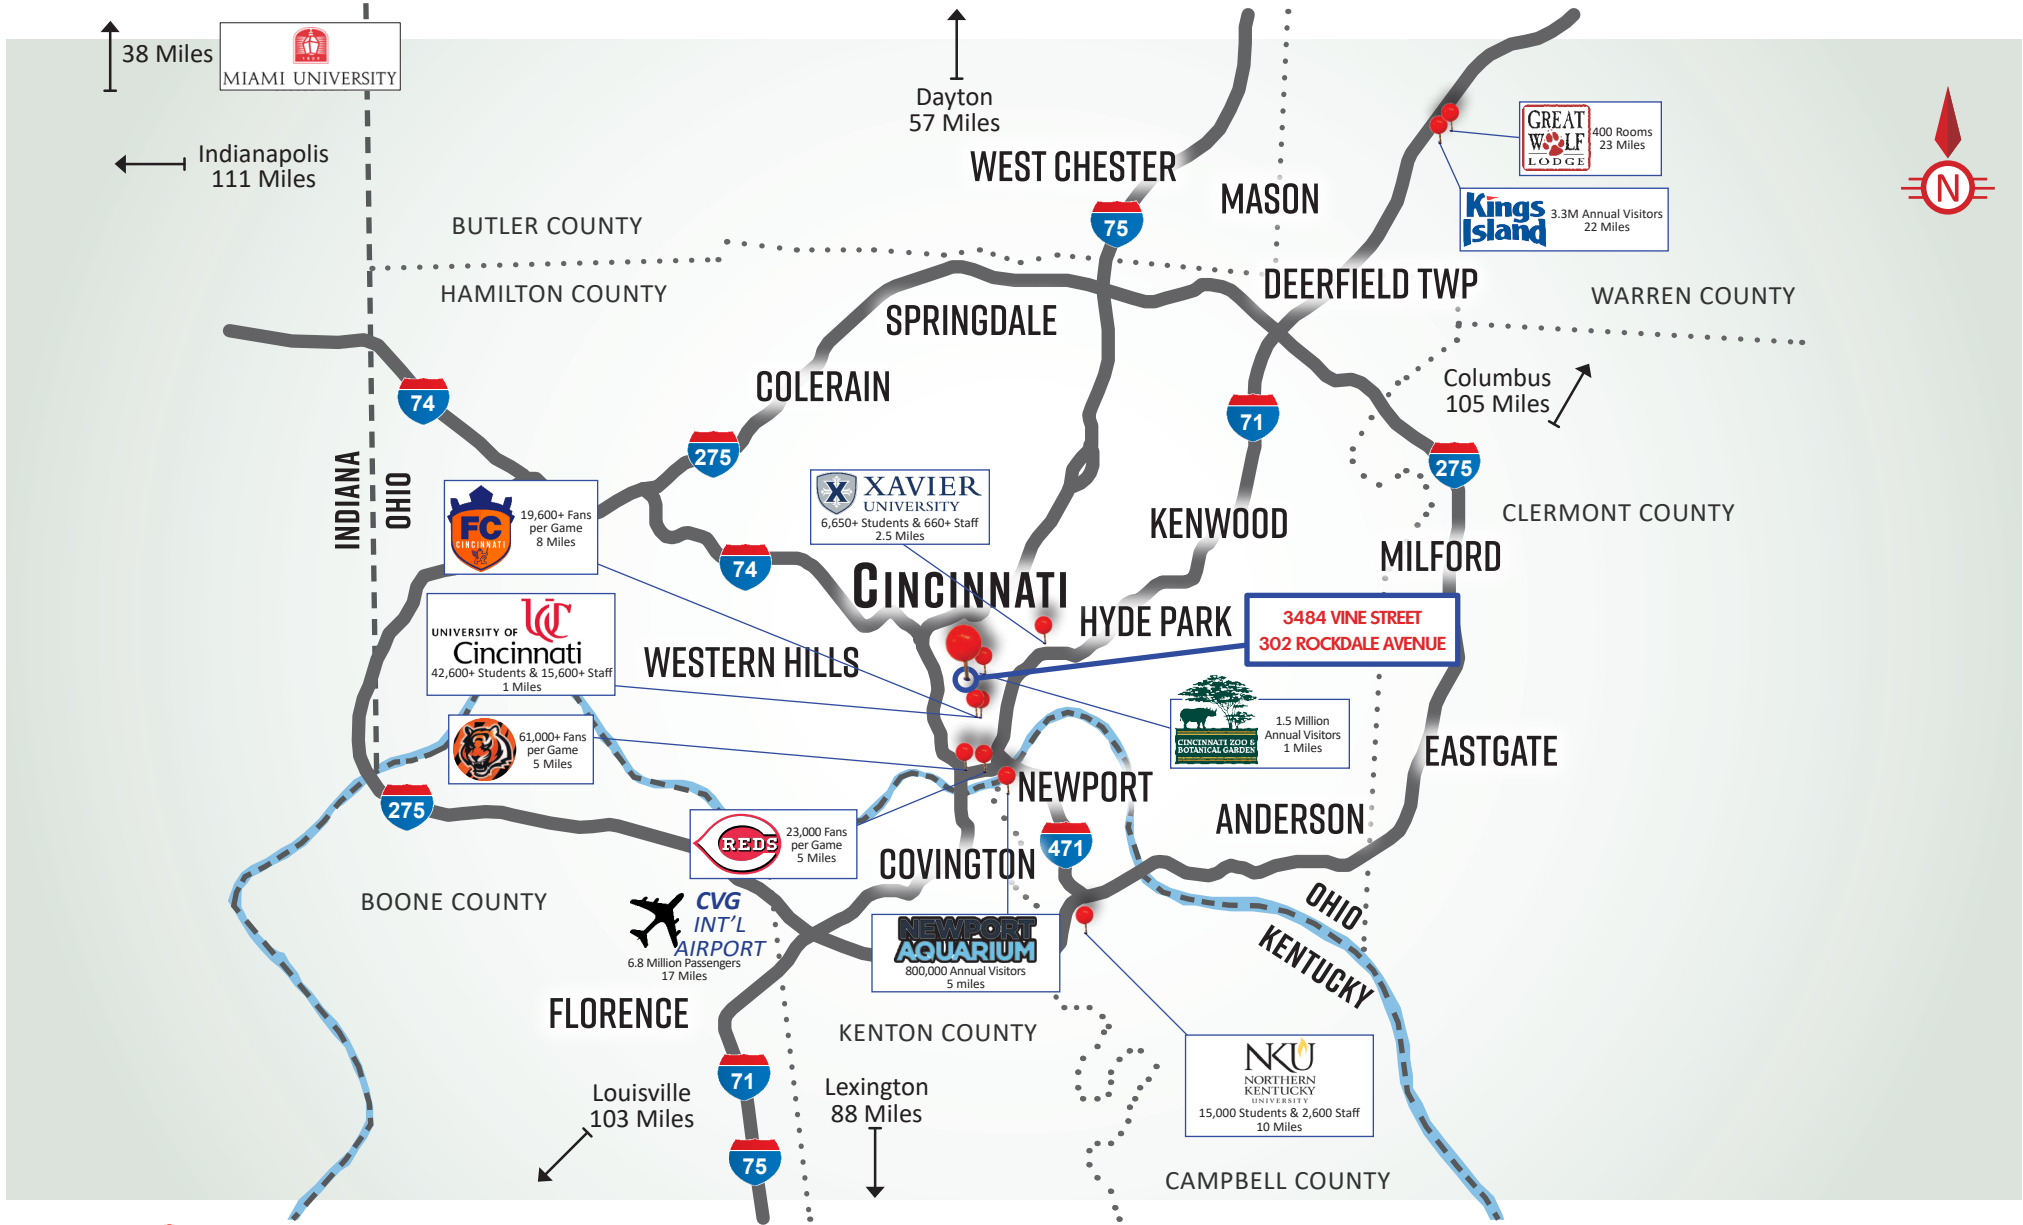 38 Miles
MIAMI UNIVERSITY
1809
Indianapolis
111 Miles
Dayton
57 Miles
WEST CHESTER
75
MASON
GREAT
WOLF
LODGE
400 Rooms
23 Miles
Kings
Island
3.3M Annual Visitors
22 Miles
N
BUTLER COUNTY
HAMILTON COUNTY
SPRINGDALE
DEERFIELD TWP
WARREN COUNTY
COLERAIN
74
275
71
Columbus
105 Miles
275
INDIANA
OHIO
FC
CINCINNATI
19,600+ Fans
per Game
8 Miles
X
XAVIER
UNIVERSITY
6,650+ Students & 660+ Staff
2.5 Miles
KENWOOD
CLERMONT COUNTY
MILFORD
74
CINCINNATI
HYDE PARK
3484 VINE STREET
302 ROCKDALE AVENUE
UC
UNIVERSITY OF
Cincinnati
42,600+ Students & 15,600+ Staff
1 Miles
WESTERN HILLS
61,000+ Fans
per Game
5 Miles
CINCINNATI ZOO &
BOTANICAL GARDEN
1.5 Million
Annual Visitors
1 Miles
EASTGATE
275
NEWPORT
ANDERSON
REDS
23,000 Fans
per Game
5 Miles
COVINGTON
471
BOONE COUNTY
CVG
INT'L
AIRPORT
6.8 Million Passengers
17 Miles
NEWPORT
AQUARIUM
800,000 Annual Visitors
5 miles
OHIO
KENTUCKY
FLORENCE
KENTON COUNTY
71
Louisville
103 Miles
Lexington
88 Miles
NKU
NORTHERN
KENTUCKY
UNIVERSITY
15,000 Students & 2,600 Staff
10 Miles
75
CAMPBELL COUNTY